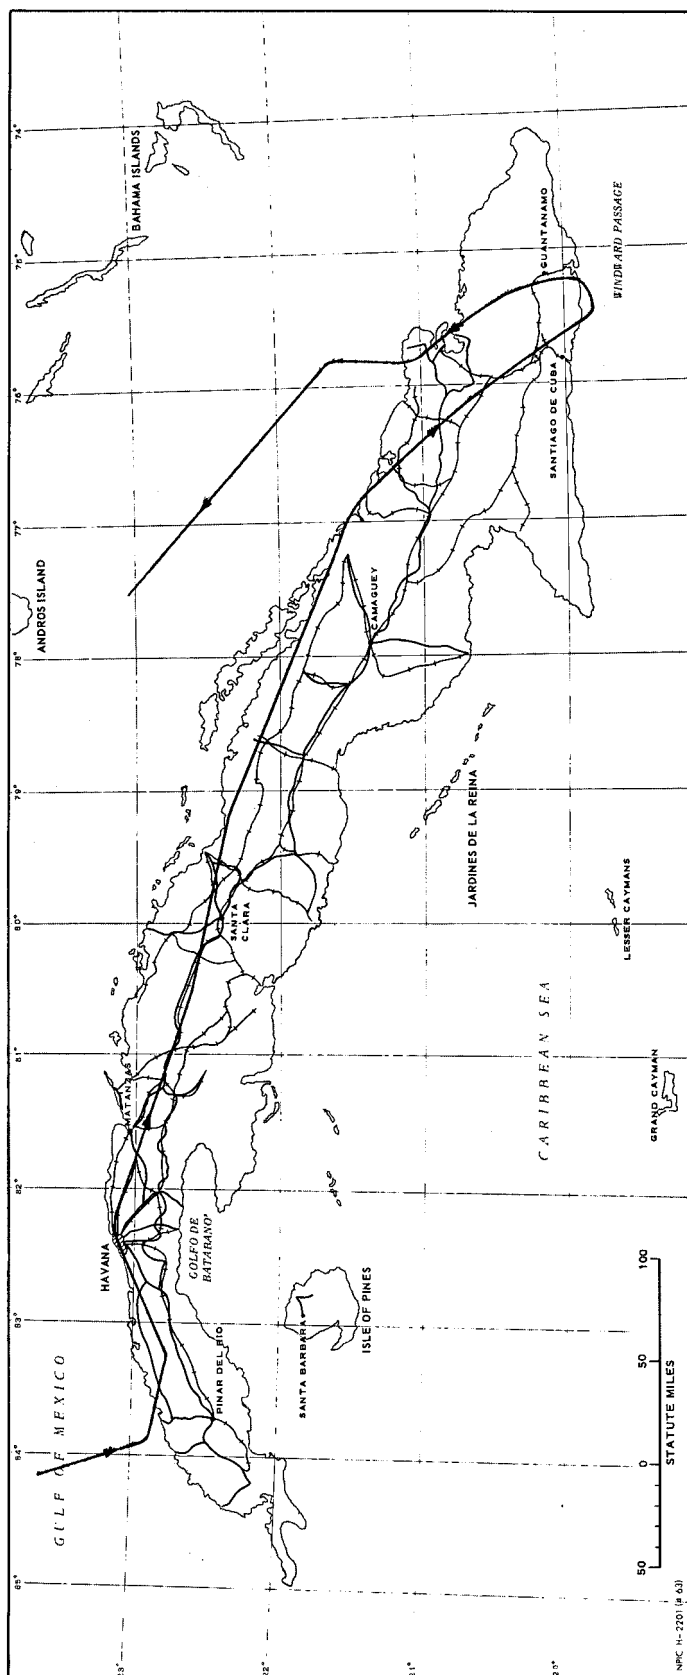 GULF OF MEXICO
HAVANA
MATANZAS
ANDROS ISLAND
BAHAMA ISLANDS
85°
84°
83°
82°
81°
80°
79°
78°
77°
76°
75°
74°
23°
PINAR DEL RIO
GOLFO DE
BATABANO
SANTA
CLARA
22°
SANTA BARBARA
ISLE OF PINES
CAMAGUEY
21°
JARDINES DE LA REINA
GUANTANAMO
SANTIAGO DE CUBA
WINDWARD PASSAGE
CARIBBEAN SEA
20°
LESSER CAYMANS
GRAND CAYMAN
50 0 50 100
STATUTE MILES
NPIC H-2201